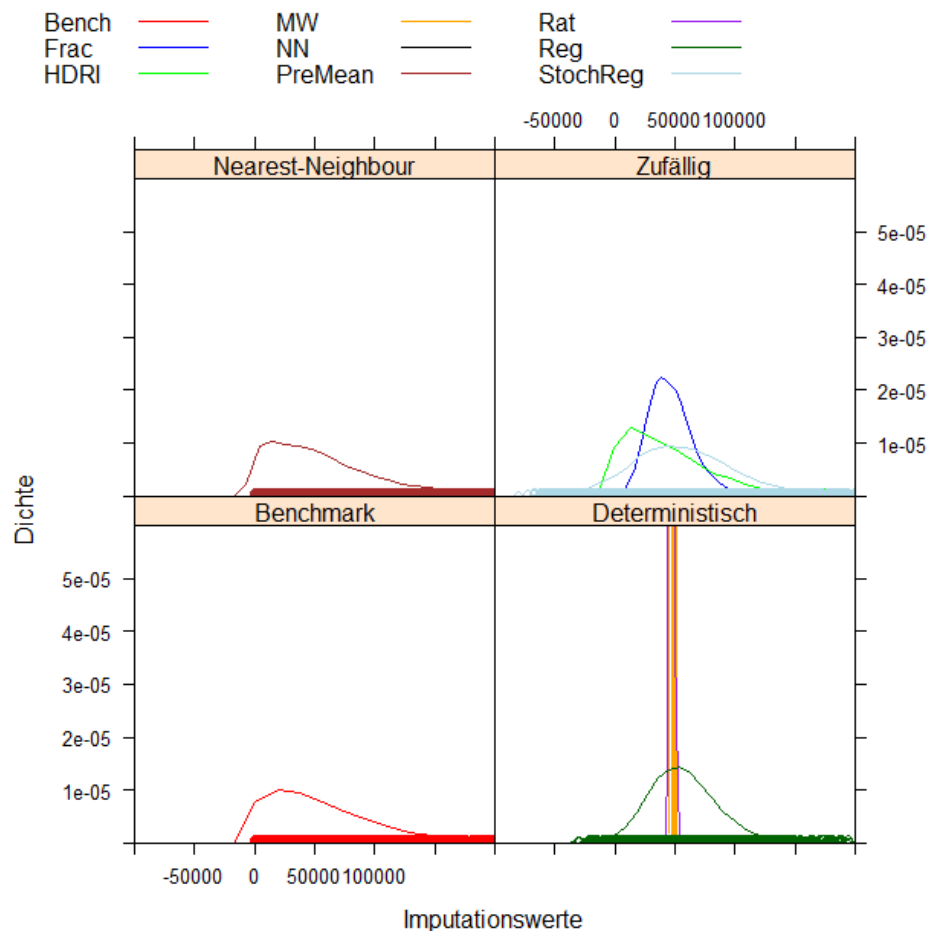 Bench MW Rat
Frac NN Reg
HDRI PreMean StochReg
-50000 0 50000 100000
Nearest-Neighbour Zufällig
5e-05
4e-05
3e-05
2e-05
1e-05
Dichte
Benchmark Deterministisch
5e-05
4e-05
3e-05
2e-05
1e-05
-50000 0 50000 100000
Imputationswerte